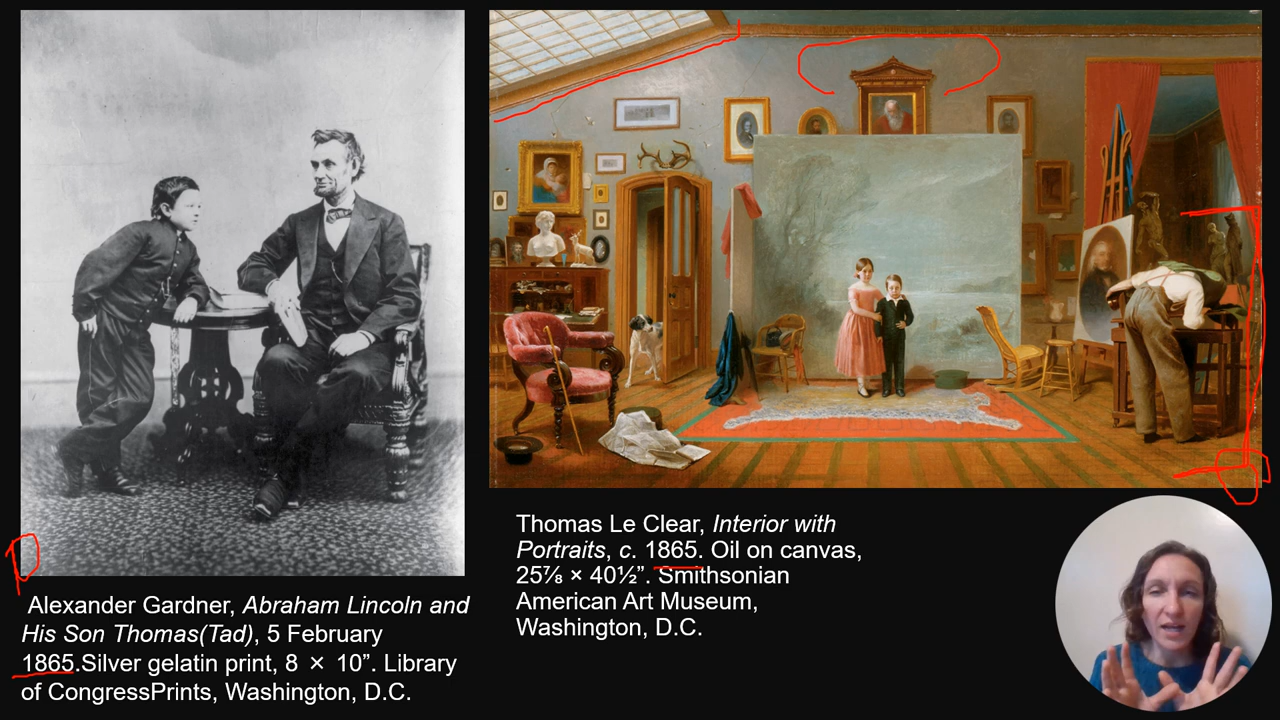 Alexander Gardner, Abraham Lincoln and
His Son Thomas(Tad), 5 February
1865.Silver gelatin print, 8 × 10”. Library
of CongressPrints, Washington, D.C.
Thomas Le Clear, Interior with
Portraits, c. 1865. Oil on canvas,
25⅞ × 40½”. Smithsonian
American Art Museum,
Washington, D.C.